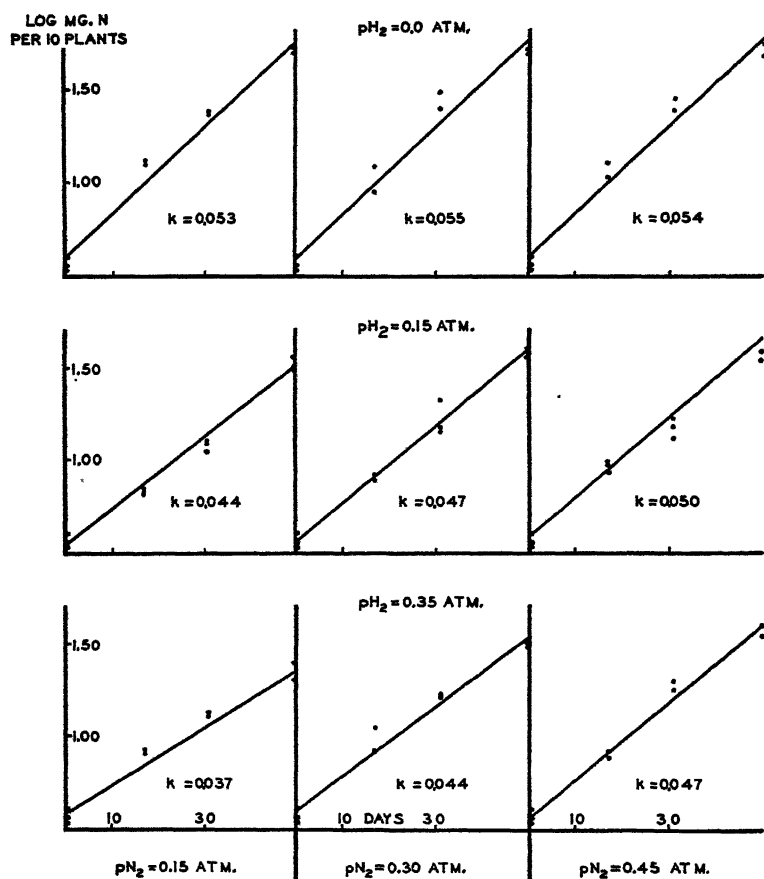 LOG MG. N
PER 10 PLANTS
pH₂=0.0 ATM.
1.50
1.00
k=0.053
k=0.055
k=0.054
pH₂=0.15 ATM.
1.50
1.00
k=0.044
k=0.047
k=0.050
pH₂=0.35 ATM.
1.50
1.00
k=0.037
k=0.044
k=0.047
10 30 10 DAYS 30 10 30
pN₂=0.15 ATM. pN₂=0.30 ATM. pN₂=0.45 ATM.